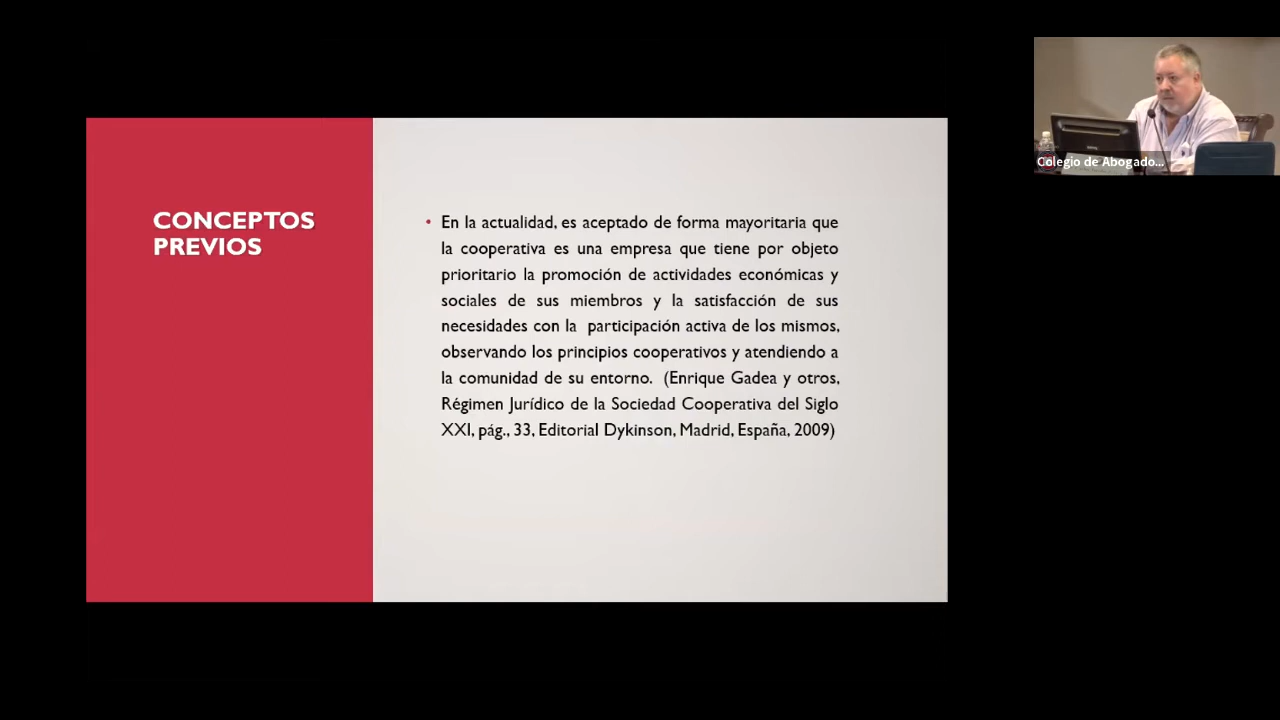 CONCEPTOS
PREVIOS
• En la actualidad, es aceptado de forma mayoritaria que
la cooperativa es una empresa que tiene por objeto
prioritario la promoción de actividades económicas y
sociales de sus miembros y la satisfacción de sus
necesidades con la participación activa de los mismos,
observando los principios cooperativos y atendiendo a
la comunidad de su entorno. (Enrique Gadea y otros,
Régimen Jurídico de la Sociedad Cooperativa del Siglo
XXI, pág., 33, Editorial Dykinson, Madrid, España, 2009)
Colegio de Abogado...